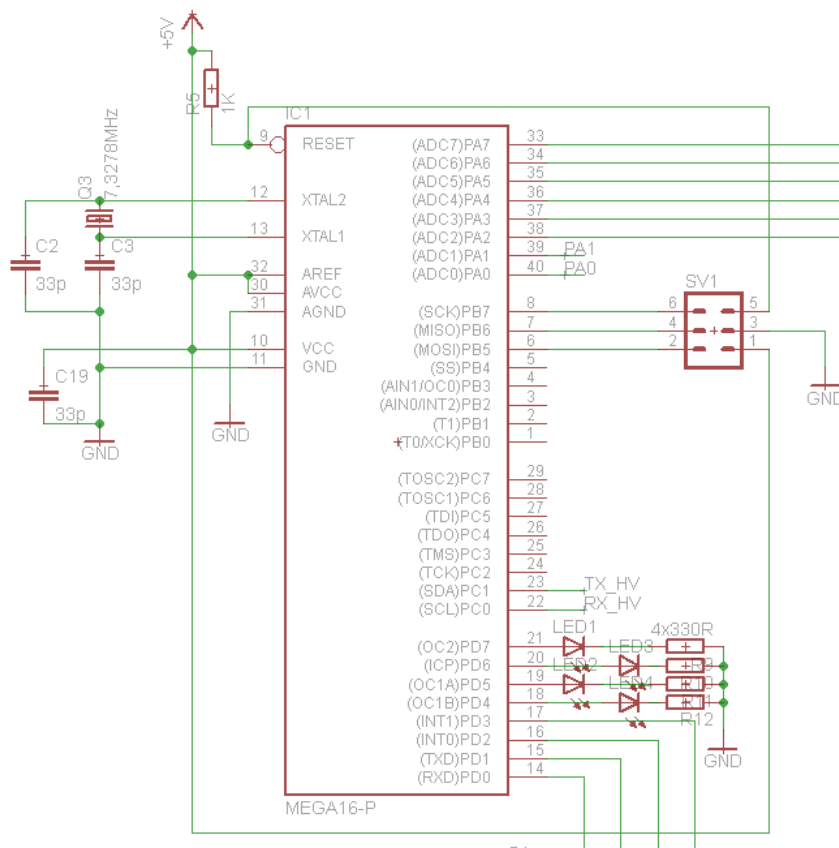 +5V
R5
1K
IC1
Q3
7,3278MHz
9 RESET
12 XTAL2
13 XTAL1
32 AREF
30 AVCC
31 AGND
10 VCC
11 GND
C2
33p
C3
33p
C19
33p
GND
GND
(ADC7)PA7 33
(ADC6)PA6 34
(ADC5)PA5 35
(ADC4)PA4 36
(ADC3)PA3 37
(ADC2)PA2 38
(ADC1)PA1 39 PA1
(ADC0)PA0 40 PA0
(SCK)PB7 8
(MISO)PB6 7
(MOSI)PB5 6
(SS)PB4 5
(AIN1/OC0)PB3 4
(AIN0/INT2)PB2 3
(T1)PB1 2
(T0/XCK)PB0 1
SV1
6 5
4 3
2 1
GND
(TOSC2)PC7 29
(TOSC1)PC6 28
(TDI)PC5 27
(TDO)PC4 26
(TMS)PC3 25
(TCK)PC2 24
(SDA)PC1 23 TX_HV
(SCL)PC0 22 RX_HV
(OC2)PD7 21
(ICP)PD6 20
(OC1A)PD5 19
(OC1B)PD4 18
(INT1)PD3 17
(INT0)PD2 16
(TXD)PD1 15
(RXD)PD0 14
LED1
LED3
LED2
LED4
4x330R
R9
R10
R11
R12
GND
MEGA16-P